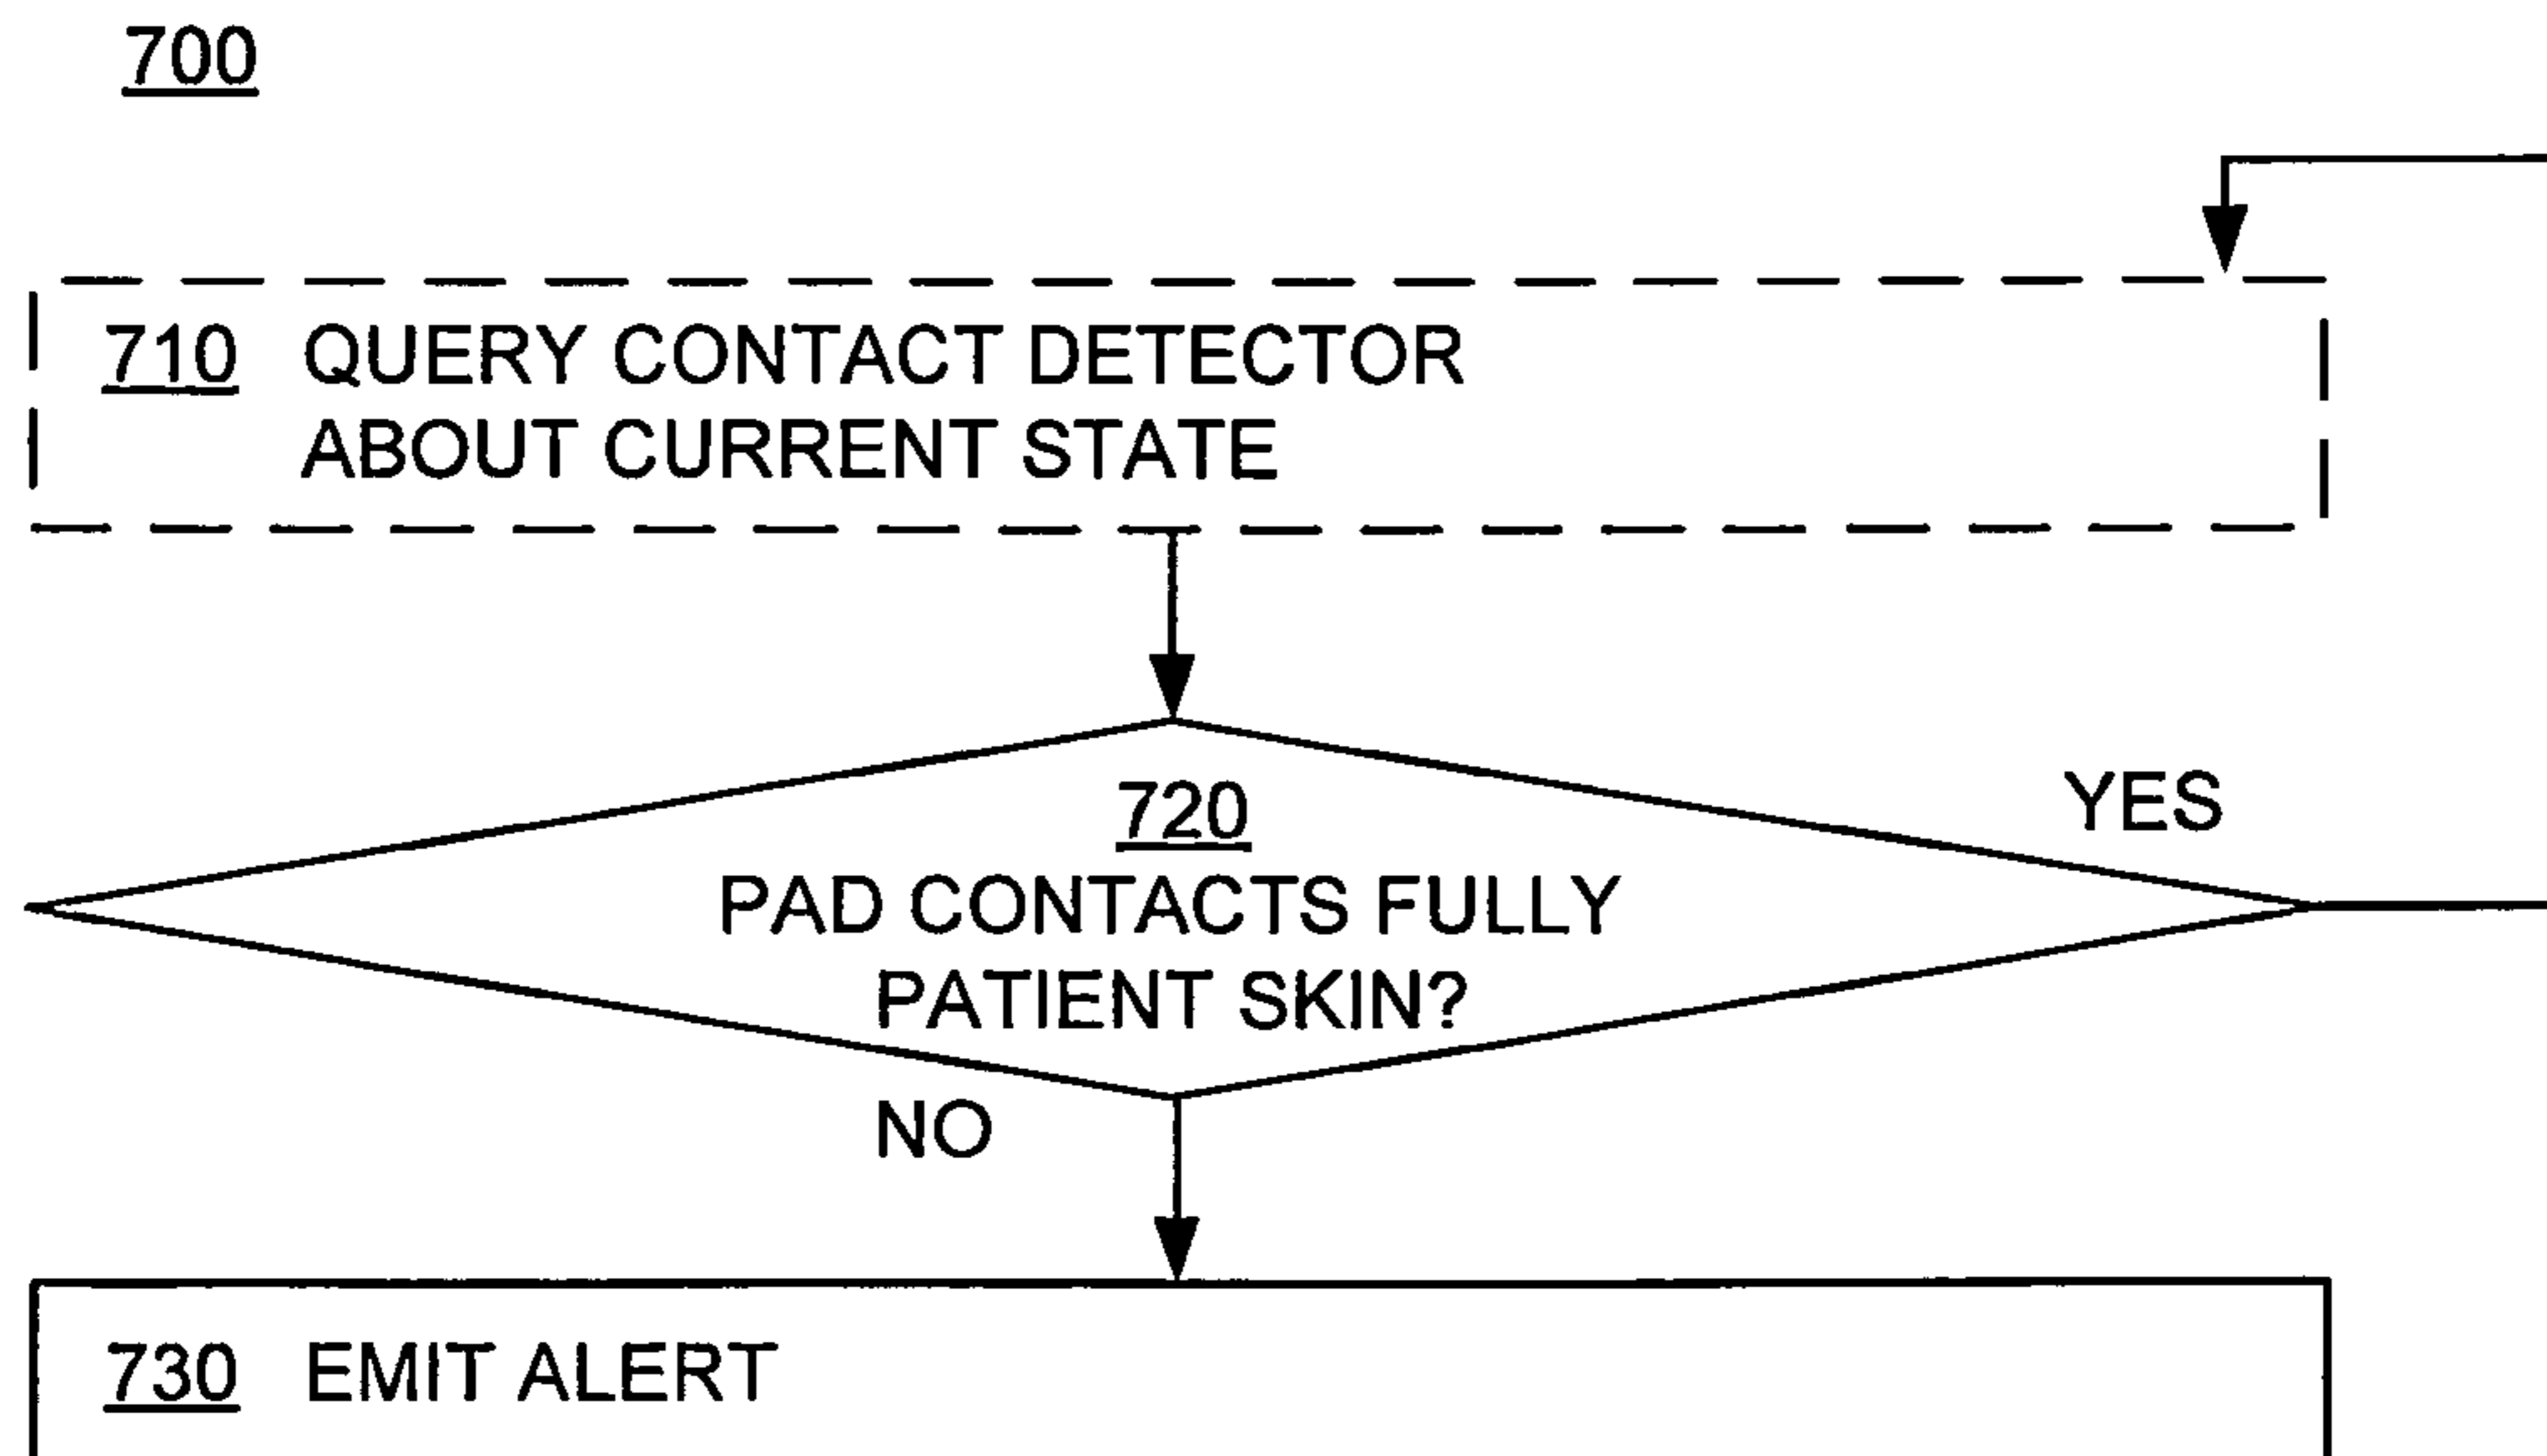 700
710 QUERY CONTACT DETECTOR
ABOUT CURRENT STATE
720
YES
PAD CONTACTS FULLY
PATIENT SKIN?
NO
730 EMIT ALERT